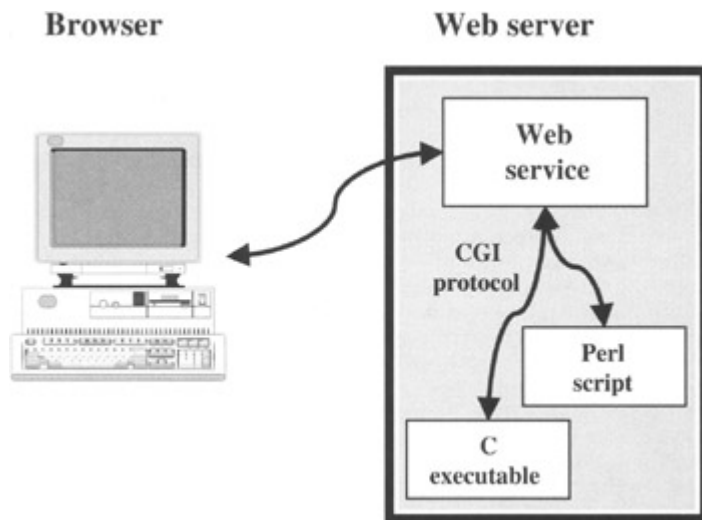 Browser
Web server
Web
service
CGI
protocol
Perl
script
C
executable